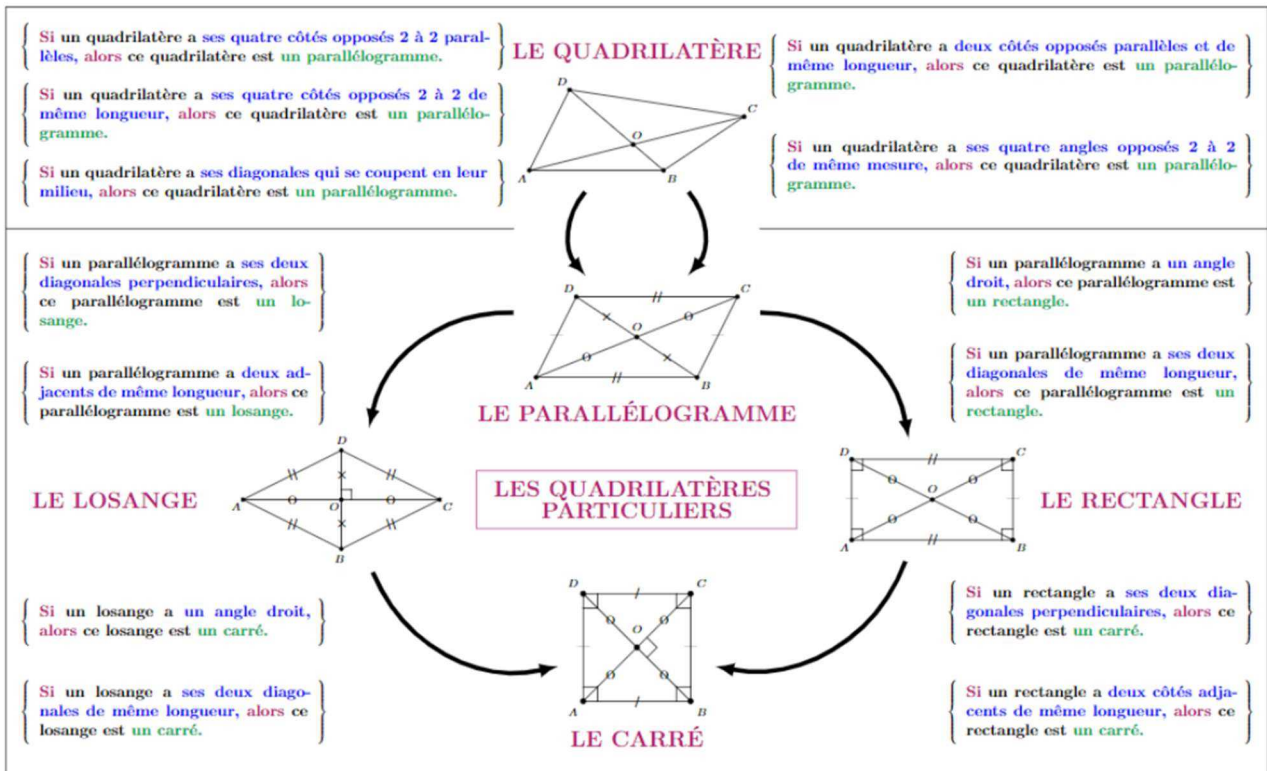 Si un quadrilatère a ses quatre côtés opposés 2 à 2 paral-
lèles, alors ce quadrilatère est un parallélogramme.
Si un quadrilatère a ses quatre côtés opposés 2 à 2 de
même longueur, alors ce quadrilatère est un parallélo-
gramme.
Si un quadrilatère a ses diagonales qui se coupent en leur
milieu, alors ce quadrilatère est un parallélogramme.
LE QUADRILATÈRE
D
C
O
A
B
Si un quadrilatère a deux côtés opposés parallèles et de
même longueur, alors ce quadrilatère est un parallélo-
gramme.
Si un quadrilatère a ses quatre angles opposés 2 à 2
de même mesure, alors ce quadrilatère est un parallélo-
gramme.
Si un parallélogramme a ses deux
diagonales perpendiculaires, alors
ce parallélogramme est un lo-
sange.
Si un parallélogramme a deux ad-
jacents de même longueur, alors ce
parallélogramme est un losange.
D
C
O
A
B
LE PARALLÉLOGRAMME
Si un parallélogramme a un angle
droit, alors ce parallélogramme est
un rectangle.
Si un parallélogramme a ses deux
diagonales de même longueur,
alors ce parallélogramme est un
rectangle.
LE LOSANGE
D
A
O
C
B
LES QUADRILATÈRES
PARTICULIERS
D
C
O
A
B
LE RECTANGLE
Si un losange a un angle droit,
alors ce losange est un carré.
Si un losange a ses deux diago-
nales de même longueur, alors ce
losange est un carré.
D
C
O
A
B
LE CARRÉ
Si un rectangle a ses deux dia-
gonales perpendiculaires, alors ce
rectangle est un carré.
Si un rectangle a deux côtés adja-
cents de même longueur, alors ce
rectangle est un carré.